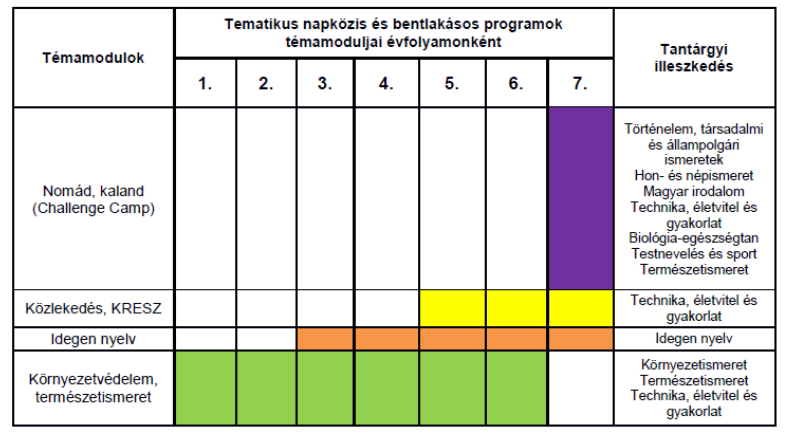 Témamodulok
Tematikus napközis és bentlakásos programok
témamoduljai évfolyamonként
Tantárgyi
illeszkedés
1.
2.
3.
4.
5.
6.
7.
Nomád, kaland
(Challenge Camp)
Történelem, társadalmi
és állampolgári
ismeretek
Hon- és népismeret
Magyar irodalom
Technika, életvitel és
gyakorlat
Biológia-egészségtan
Testnevelés és sport
Természetismeret
Közlekedés, KRESZ
Technika, életvitel és
gyakorlat
Idegen nyelv
Idegen nyelv
Környezetvédelem,
természetismeret
Környezetismeret
Természetismeret
Technika, életvitel és
gyakorlat